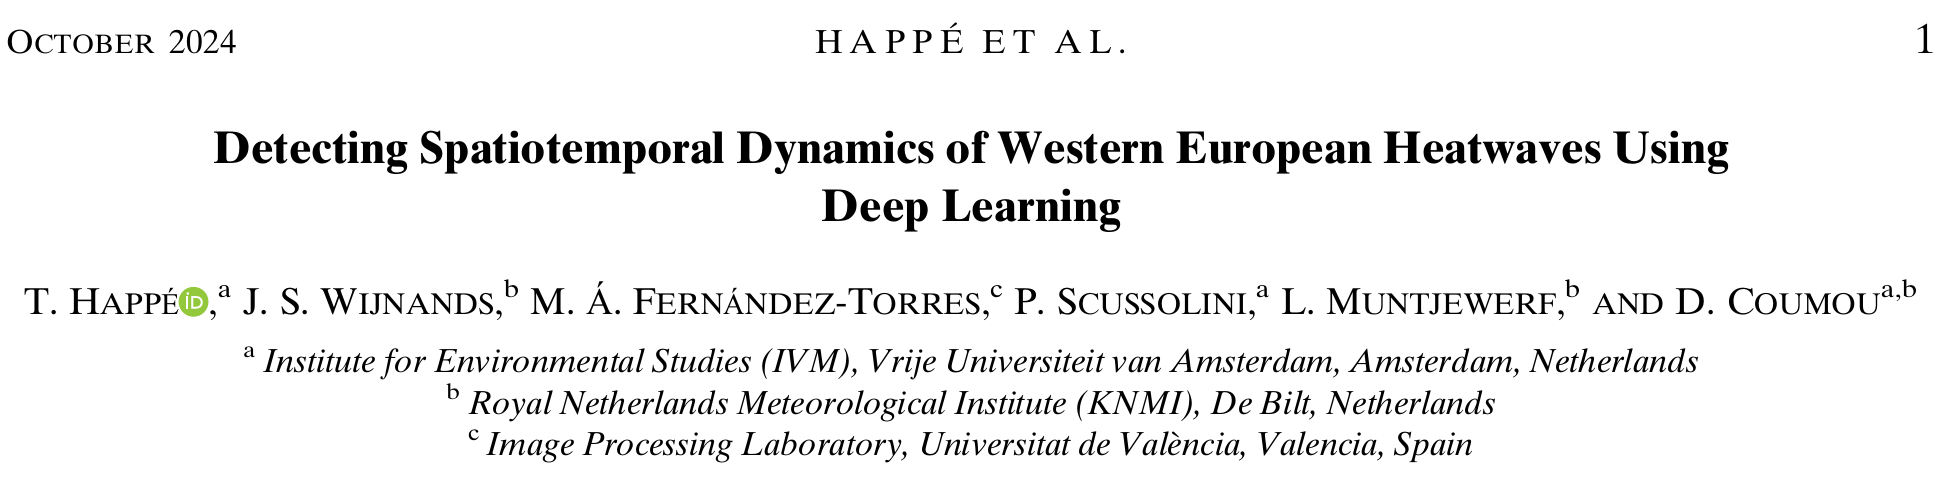 OCTOBER 2024 HAPPÉ ET AL. 1
Detecting Spatiotemporal Dynamics of Western European Heatwaves Using
Deep Learning
T. HAPPÉ iD,a J. S. WIJNANDS,b M. Á. FERNÁNDEZ-TORRES,c P. SCUSSOLINI,a L. MUNTJEWERF,b AND D. COUMOUa,b
a Institute for Environmental Studies (IVM), Vrije Universiteit van Amsterdam, Amsterdam, Netherlands
b Royal Netherlands Meteorological Institute (KNMI), De Bilt, Netherlands
c Image Processing Laboratory, Universitat de València, Valencia, Spain